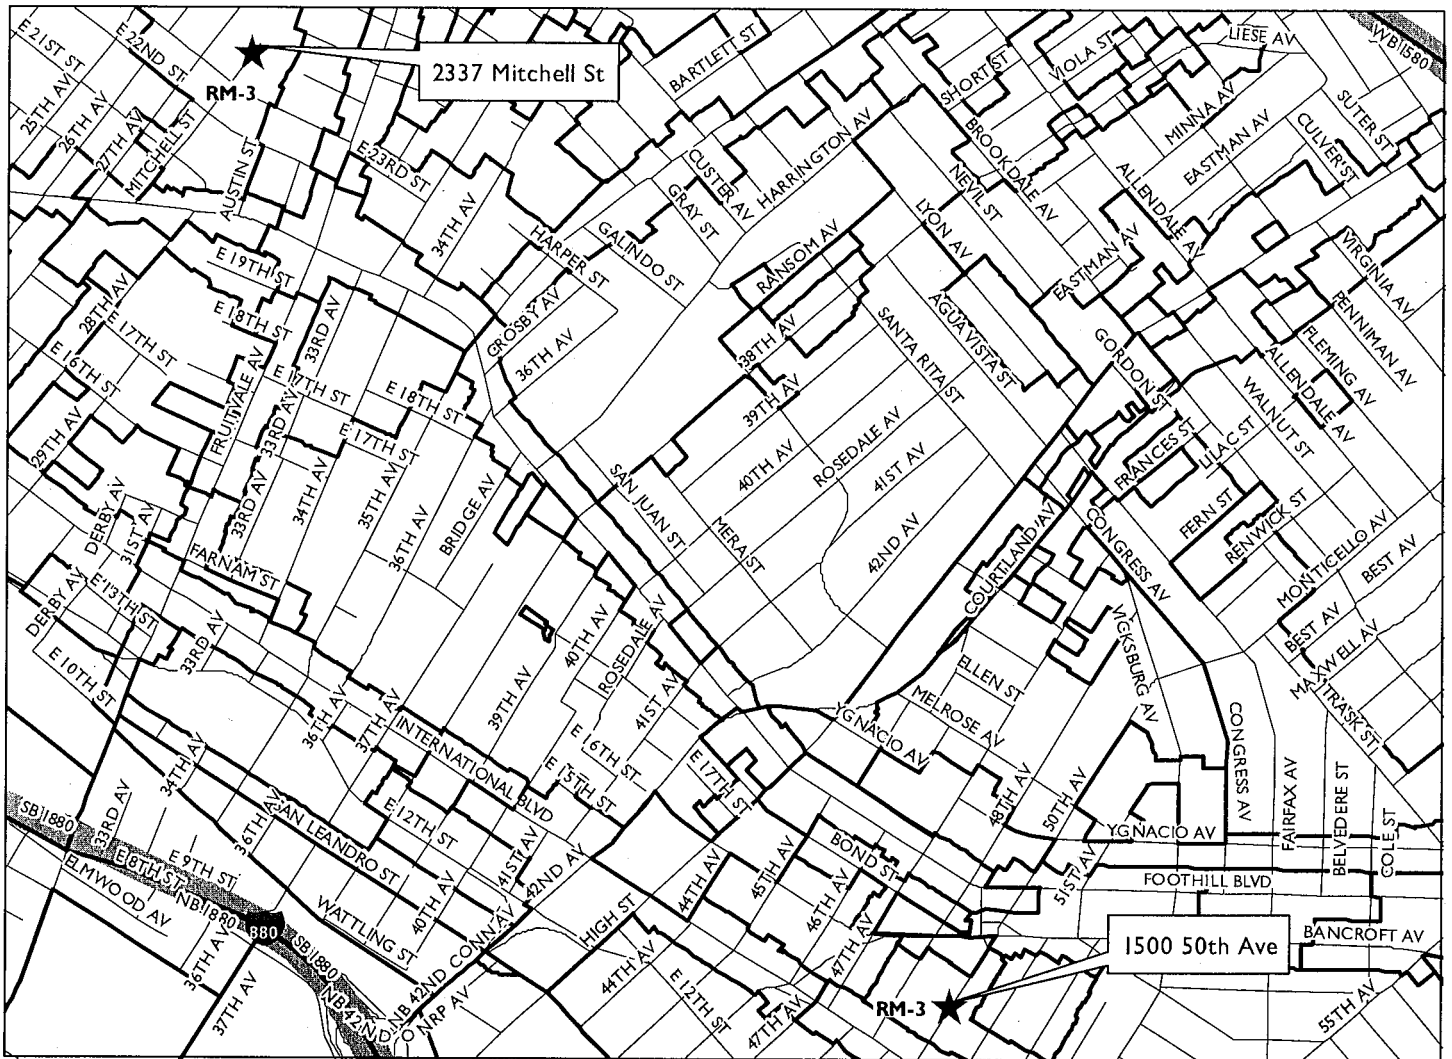 E 21ST ST
E 22ND ST
2337 Mitchell St
RM-3
25TH AV
26TH AV
27TH AV
MITCHELL ST
AUSTIN ST
E 23RD ST
34TH AV
BARTLETT ST
CUSTER AV
GRAY ST
HARRINGTON AV
SHORT ST
VIOLA ST
LIESE AV
WB I580
BROOKDALE AV
NEVIL ST
MINNA AV
EASTMAN AV
SUTER ST
CULVER ST
ALLENDALE AV
LYON AV
EASTMAN AV
VIRGINIA AV
PENNIMAN AV
FLEMING AV
ALLENDALE AV
HARPER ST
GALINDO ST
RANSOM AV
E 19TH ST
28TH AV
E 18TH ST
E 17TH ST
E 16TH ST
FRUITVALE AV
33RD AV
E 17TH ST
33RD AV
33RD AV
E 18TH ST
E 17TH ST
CROSBY AV
36TH AV
38TH AV
39TH AV
40TH AV
ROSEDALE AV
41ST AV
42ND AV
SANTA RITA ST
AGUA VISTA ST
GORDON ST
WALNUT ST
FRANCES ST
LILAC ST
FERN ST
RENWICK ST
MONTICELLO AV
BEST AV
BEST AV
MAXWELL AV
TRASK ST
29TH AV
DERBY AV
31ST AV
34TH AV
35TH AV
36TH AV
BRIDGE AV
SAN JUAN ST
MERA ST
COURTLAND AV
CONGRESS AV
VICKSBURG AV
FARNAM ST
DERBY AV
E 13TH ST
E 10TH ST
33RD AV
36TH AV
37TH AV
39TH AV
40TH AV
ROSEDALE AV
41ST AV
INTERNATIONAL BLVD
E 16TH ST
E 15TH ST
E 17TH ST
ELLEN ST
MELROSE AV
YGNACIO AV
48TH AV
50TH AV
CONGRESS AV
FAIRFAX AV
BELVEDERE ST
COLE ST
YGNACIO AV
51ST AV
FOOTHILL BLVD
BANCROFT AV
55TH AV
SB I880
33RD AV
34TH AV
36TH AV
SAN LEANDRO ST
E 12TH ST
E 8TH ST
E 9TH ST
NB I880
ELMWOOD AV
880
SB I880
WATTLING ST
40TH AV
41ST AV
42ND AV
HIGH ST
44TH AV
44TH AV
45TH AV
46TH AV
47TH AV
BOND ST
E 12TH ST
47TH AV
36TH AV
37TH AV
NB 42ND CONN AV
RM-3
1500 50th Ave